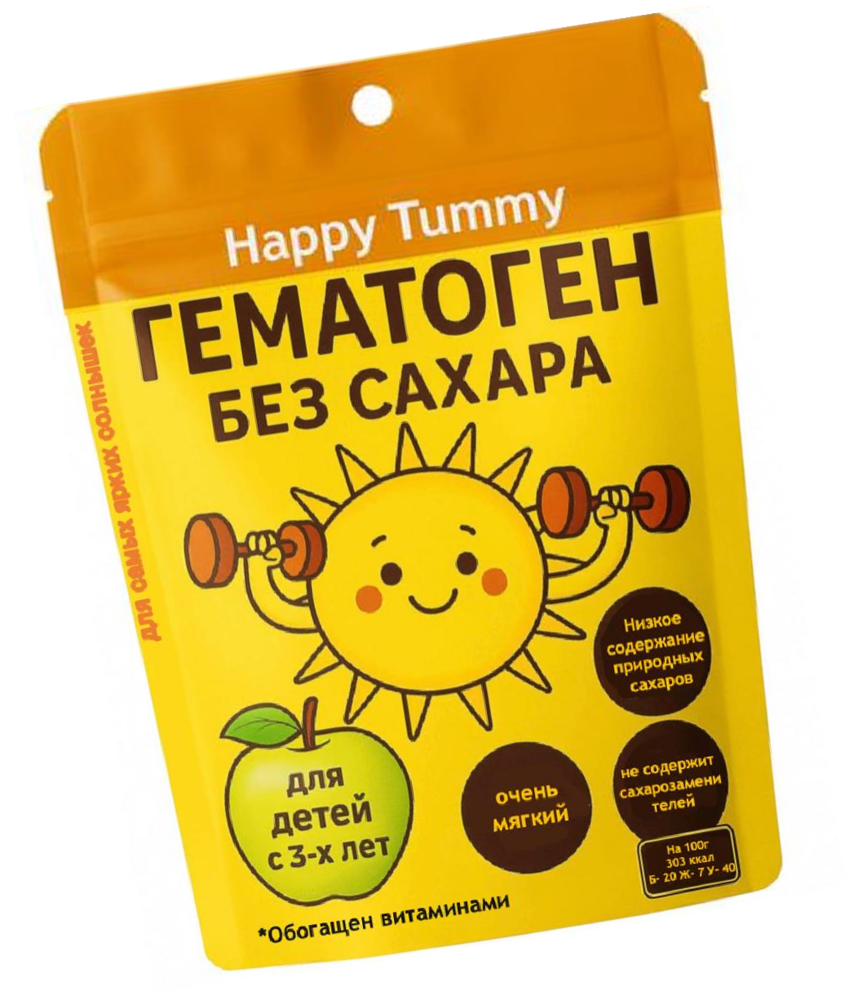 Happy Tummy
ГЕМАТОГЕН
БЕЗ САХАРА
для самых ярких солнышек
Низкое
содержание
природных
сахаров
для
детей
с 3-х лет
очень
мягкий
не содержит
сахарозамени
телей
На 100г
303 ккал
Б- 20 Ж- 7 У- 40
*Обогащен витаминами